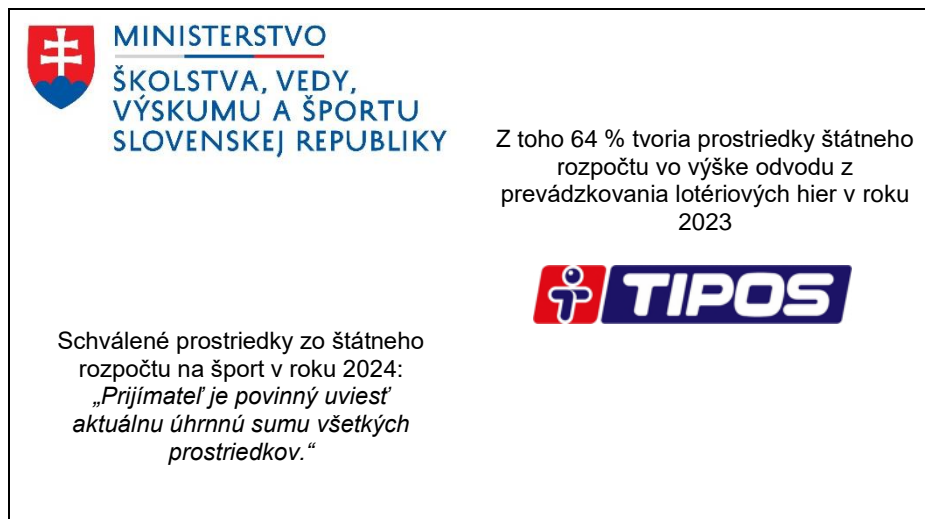 MINISTERSTVO
ŠKOLSTVA, VEDY,
VÝSKUMU A ŠPORTU
SLOVENSKEJ REPUBLIKY
Schválené prostriedky zo štátneho
rozpočtu na šport v roku 2024:
„Prijímateľ je povinný uviesť
aktuálnu úhrnnú sumu všetkých
prostriedkov.“
Z toho 64 % tvoria prostriedky štátneho
rozpočtu vo výške odvodu z
prevádzkovania lotériových hier v roku
2023
TIPOS